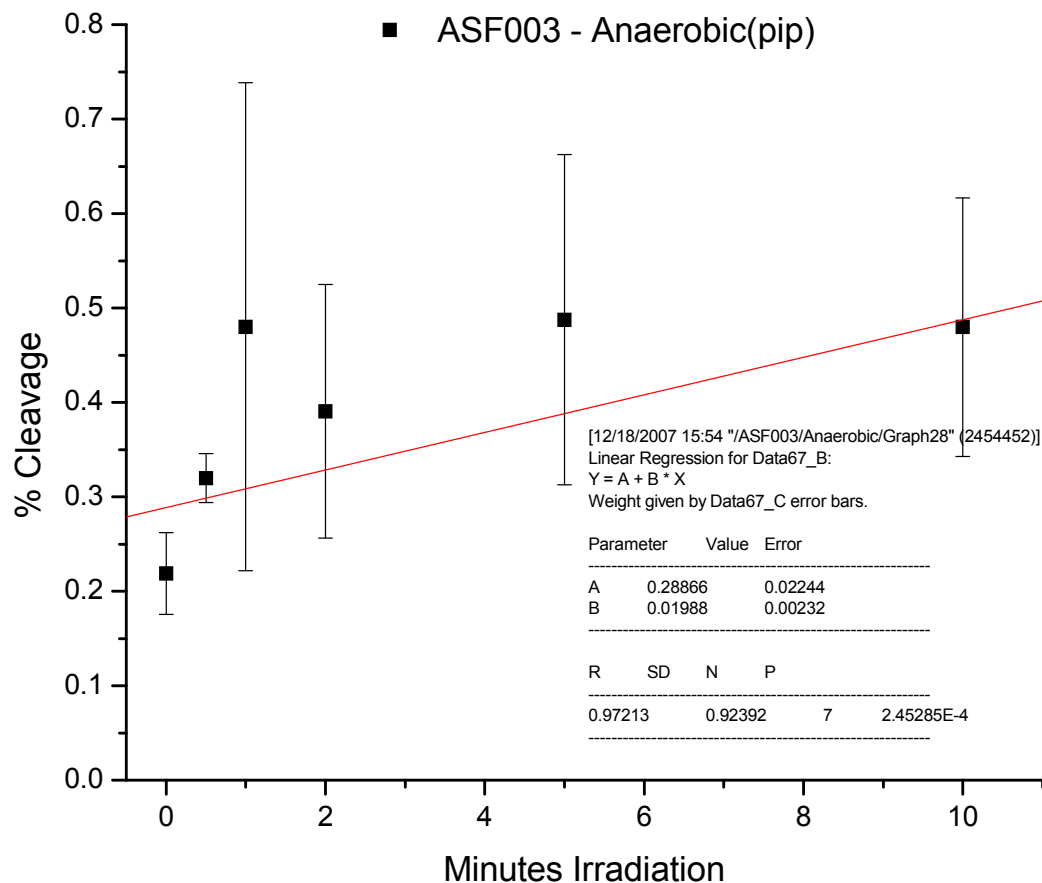 ASF003 - Anaerobic(pip)
0.8
0.7
0.6
0.5
0.4
0.3
0.2
0.1
0.0
% Cleavage
[12/18/2007 15:54 "/ASF003/Anaerobic/Graph28" (2454452)]
Linear Regression for Data67_B:
Y = A + B * X
Weight given by Data67_C error bars.
Parameter Value Error
------------------------------------------------------------
A 0.28866 0.02244
B 0.01988 0.00232
------------------------------------------------------------
R SD N P
------------------------------------------------------------
0.97213 0.92392 7 2.45285E-4
------------------------------------------------------------
0 2 4 6 8 10
Minutes Irradiation